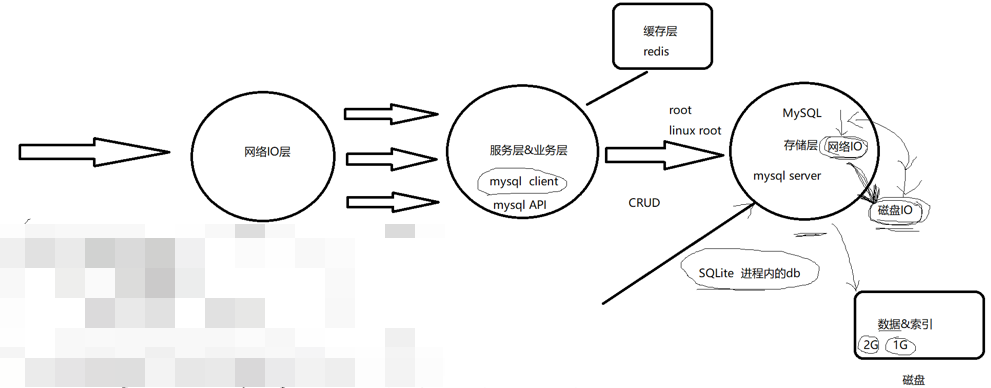 缓存层
redis
网络IO层
服务层&业务层
mysql client
mysql API
root
linux root
CRUD
MySQL
存储层 网络IO
mysql server
磁盘IO
SQLite 进程内的db
数据&索引
2G 1G
磁盘